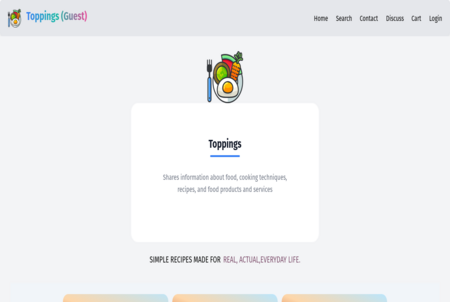 Toppings (Guest)
Home Search Contact Discuss Cart Login
Toppings
Shares information about food, cooking techniques,
recipes, and food products and services
SIMPLE RECIPES MADE FOR REAL, ACTUAL,EVERYDAY LIFE.